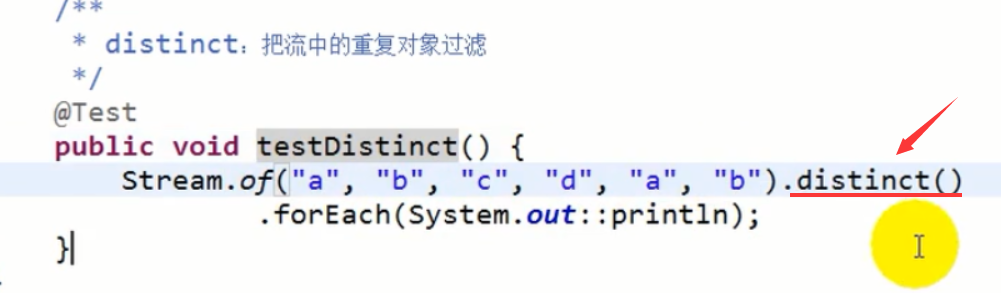 /**
* distinct：把流中的重复对象过滤
*/
@Test
public void testDistinct() {
Stream.of("a", "b", "c", "d", "a", "b").distinct()
.forEach(System.out::println);
}